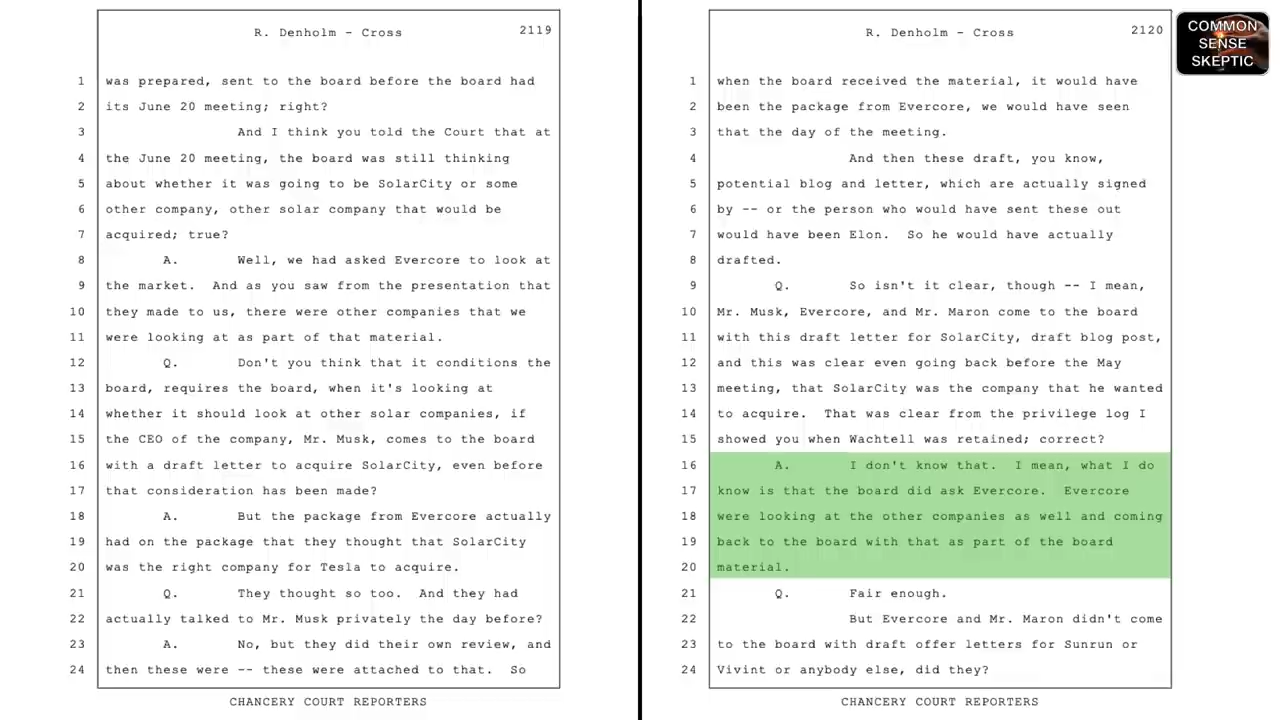 R. Denholm - Cross 2119
1 was prepared, sent to the board before the board had
2 its June 20 meeting; right?
3 And I think you told the Court that at
4 the June 20 meeting, the board was still thinking
5 about whether it was going to be SolarCity or some
6 other company, other solar company that would be
7 acquired; true?
8 A. Well, we had asked Evercore to look at
9 the market. And as you saw from the presentation that
10 they made to us, there were other companies that we
11 were looking at as part of that material.
12 Q. Don't you think that it conditions the
13 board, requires the board, when it's looking at
14 whether it should look at other solar companies, if
15 the CEO of the company, Mr. Musk, comes to the board
16 with a draft letter to acquire SolarCity, even before
17 that consideration has been made?
18 A. But the package from Evercore actually
19 had on the package that they thought that SolarCity
20 was the right company for Tesla to acquire.
21 Q. They thought so too. And they had
22 actually talked to Mr. Musk privately the day before?
23 A. No, but they did their own review, and
24 then these were -- these were attached to that. So
CHANCERY COURT REPORTERS
R. Denholm - Cross 2120
1 when the board received the material, it would have
2 been the package from Evercore, we would have seen
3 that the day of the meeting.
4 And then these draft, you know,
5 potential blog and letter, which are actually signed
6 by -- or the person who would have sent these out
7 would have been Elon. So he would have actually
8 drafted.
9 Q. So isn't it clear, though -- I mean,
10 Mr. Musk, Evercore, and Mr. Maron come to the board
11 with this draft letter for SolarCity, draft blog post,
12 and this was clear even going back before the May
13 meeting, that SolarCity was the company that he wanted
14 to acquire. That was clear from the privilege log I
15 showed you when Wachtell was retained; correct?
16 A. I don't know that. I mean, what I do
17 know is that the board did ask Evercore. Evercore
18 were looking at the other companies as well and coming
19 back to the board with that as part of the board
20 material.
21 Q. Fair enough.
22 But Evercore and Mr. Maron didn't come
23 to the board with draft offer letters for Sunrun or
24 Vivint or anybody else, did they?
CHANCERY COURT REPORTERS
COMMON
SENSE
SKEPTIC